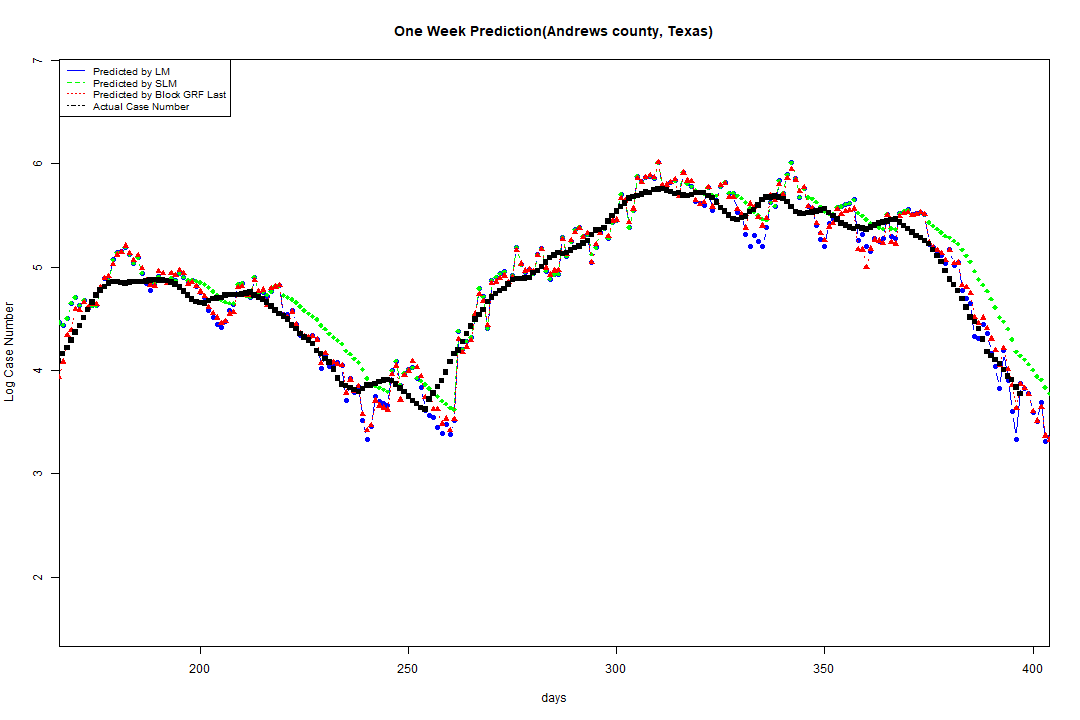 One Week Prediction(Andrews county, Texas)
Predicted by LM
Predicted by SLM
Predicted by Block GRF Last
Actual Case Number
7
6
5
4
3
2
Log Case Number
200
250
300
350
400
days